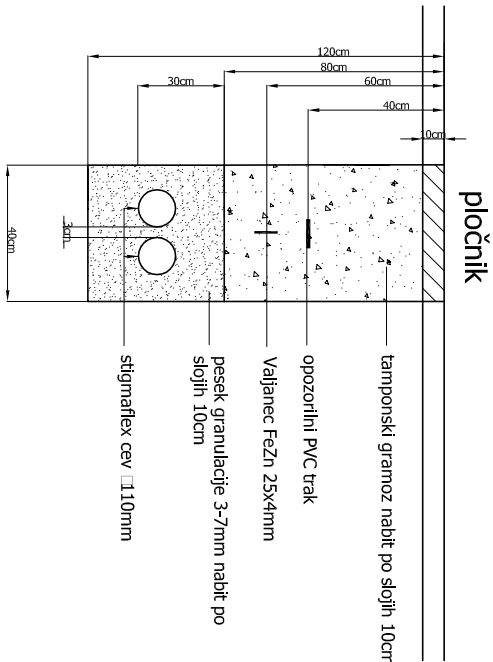 pločnik
120cm
80cm
30cm
60cm
40cm
10cm
40cm
3cm
tamponski gramoz nabit po slojih 10cm
opozorilni PVC trak
Valjanec FeZn 25x4mm
pesek granulacije 3-7mm nabit po
slojih 10cm
stigmaflex cev □110mm